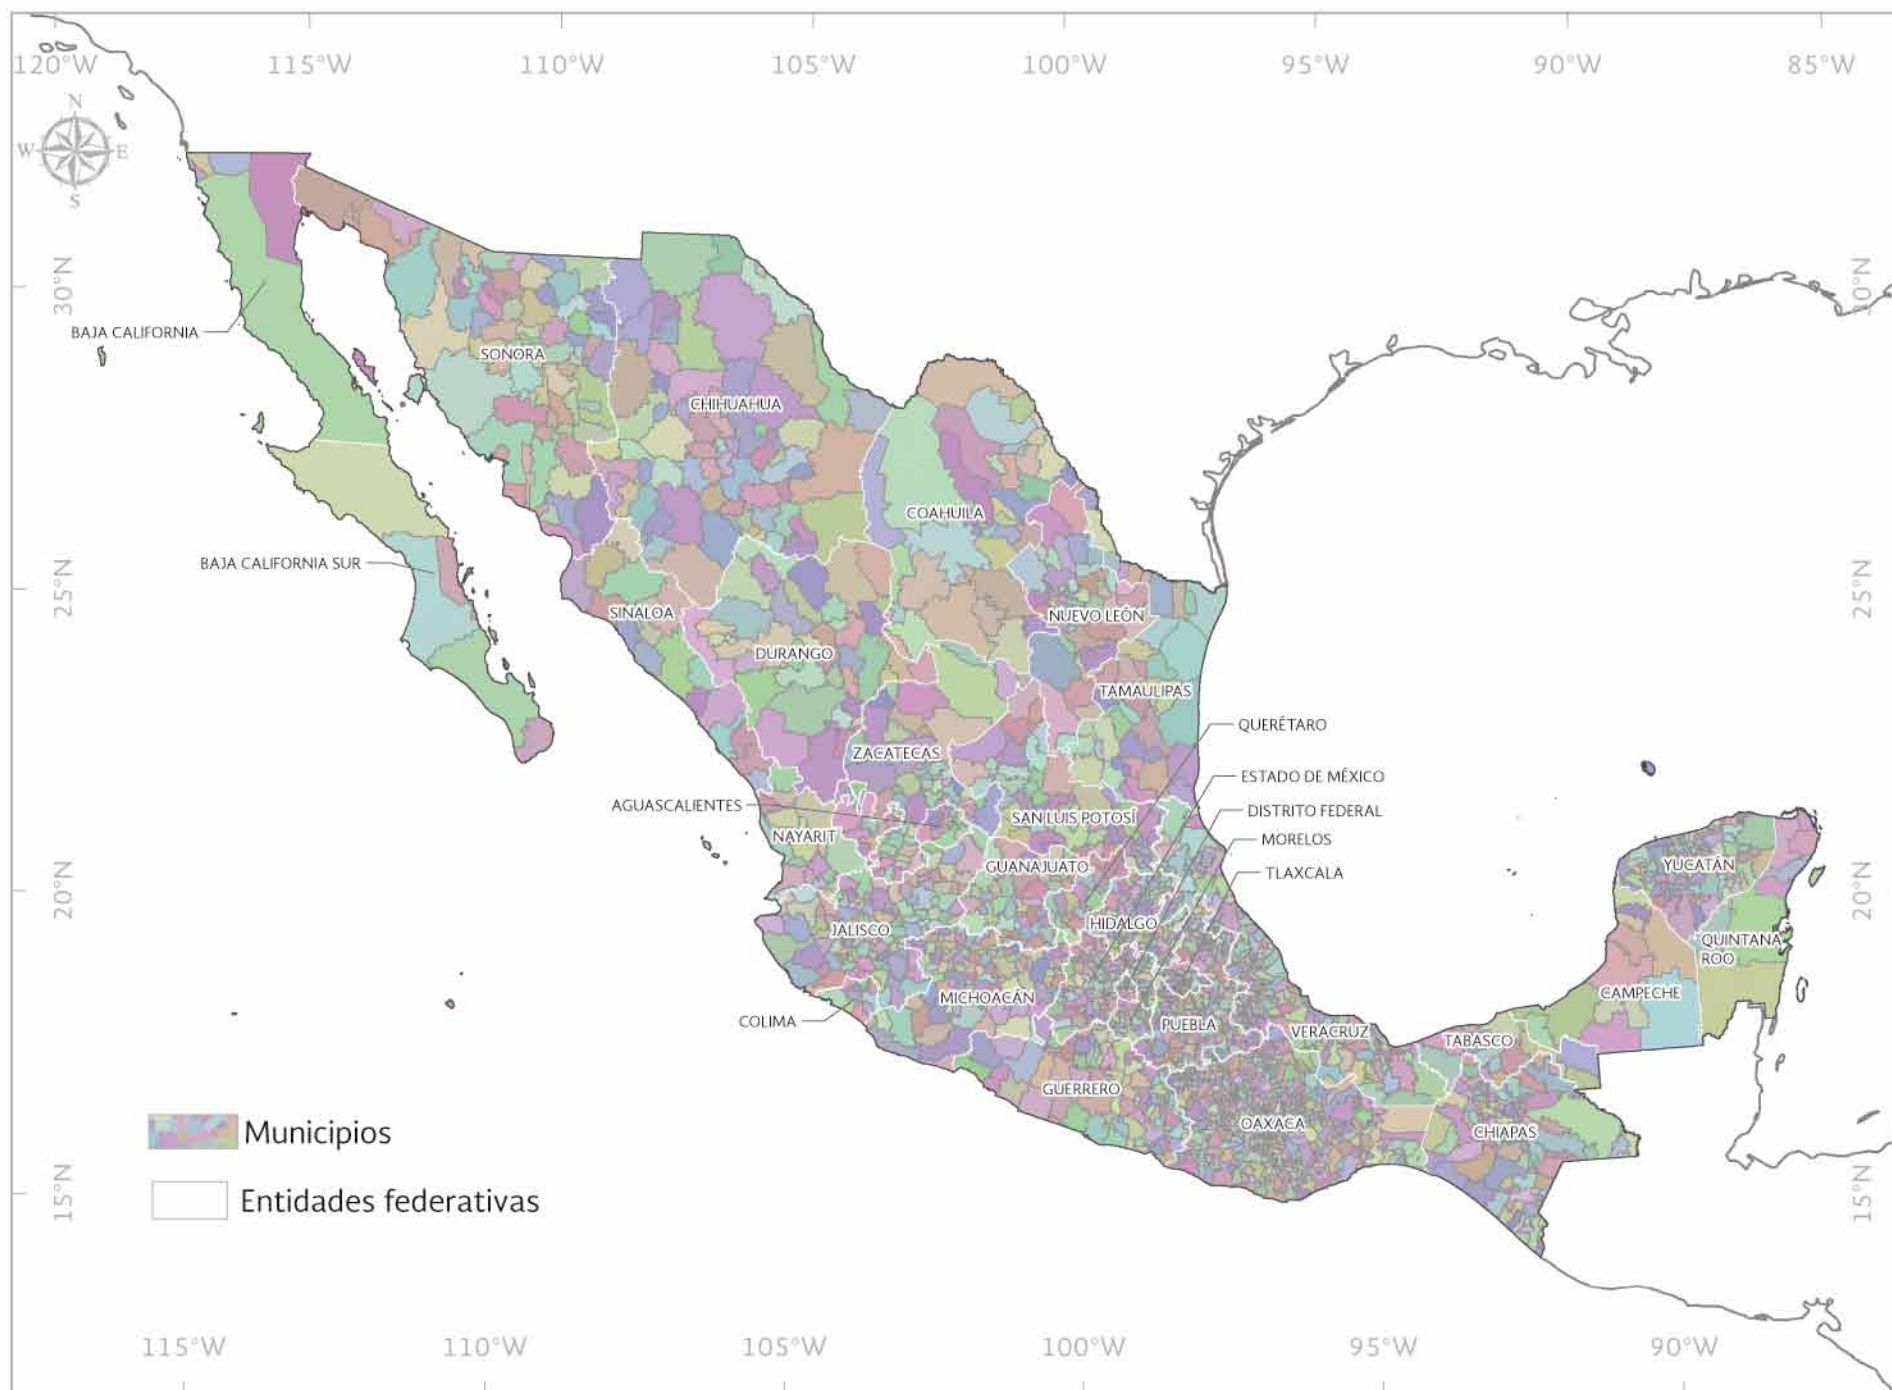 120°W
115°W
110°W
105°W
100°W
95°W
90°W
85°W
N
W
E
S
30°N
30°N
BAJA CALIFORNIA
SONORA
CHIHUAHUA
COAHUILA
BAJA CALIFORNIA SUR
25°N
25°N
SINALOA
NUEVO LEÓN
DURANGO
TAMAULIPAS
QUERÉTARO
ZACATECAS
ESTADO DE MÉXICO
AGUASCALIENTES
DISTRITO FEDERAL
SAN LUIS POTOSÍ
NAYARIT
MORELOS
GUANAJUATO
YUCATÁN
TLAXCALA
20°N
20°N
HIDALGO
JALISCO
QUINTANA
ROO
CAMPECHE
MICHOACÁN
COLIMA
PUEBLA
VERACRUZ
TABASCO
GUERRERO
OAXACA
CHIAPAS
Municipios
Entidades federativas
15°N
15°N
115°W
110°W
105°W
100°W
95°W
90°W